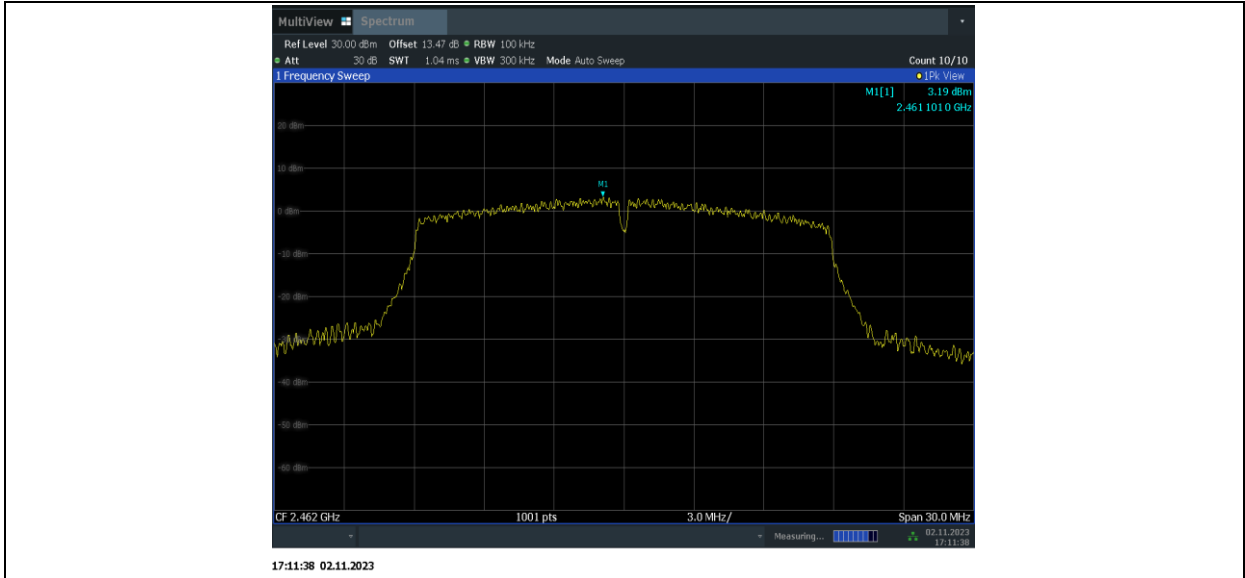 MultiView Spectrum
Ref Level 30.00 dBm Offset 13.47 dB RBW 100 kHz
Att 30 dB SWT 1.04 ms VBW 300 kHz Mode Auto Sweep Count 10/10
1 Frequency Sweep 1Pk View
M1[1] 3.19 dBm
2.461 101 0 GHz
20 dBm
10 dBm
M1
0 dBm
-10 dBm
-20 dBm
-40 dBm
-50 dBm
-60 dBm
CF 2.462 GHz 1001 pts 3.0 MHz/ Span 30.0 MHz
Measuring... 02.11.2023
17:11:38
17:11:38 02.11.2023